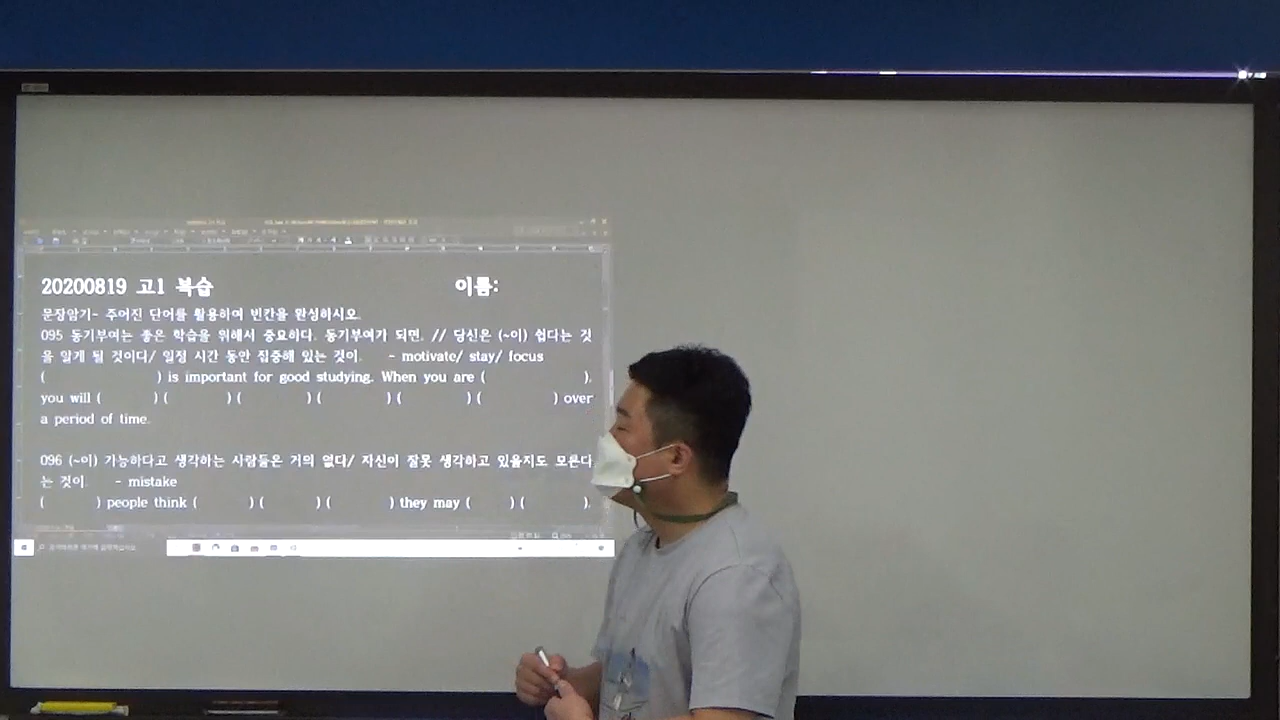 20200819 고1 복습 이름:
문장암기- 주어진 단어를 활용하여 빈칸을 완성하시오.
095 동기부여는 좋은 학습을 위해서 중요하다. 동기부여가 되면, // 당신은 (~이) 쉽다는 것
을 알게 될 것이다/ 일정 시간 동안 집중해 있는 것이. - motivate/ stay/ focus
( ) is important for good studying. When you are ( ),
you will ( ) ( ) ( ) ( ) ( ) ( ) over
a period of time.
096 (~이) 가능하다고 생각하는 사람들은 거의 없다/ 자신이 잘못 생각하고 있을지도 모른다
는 것이. - mistake
( ) people think ( ) ( ) ( ) they may ( ) ( ).